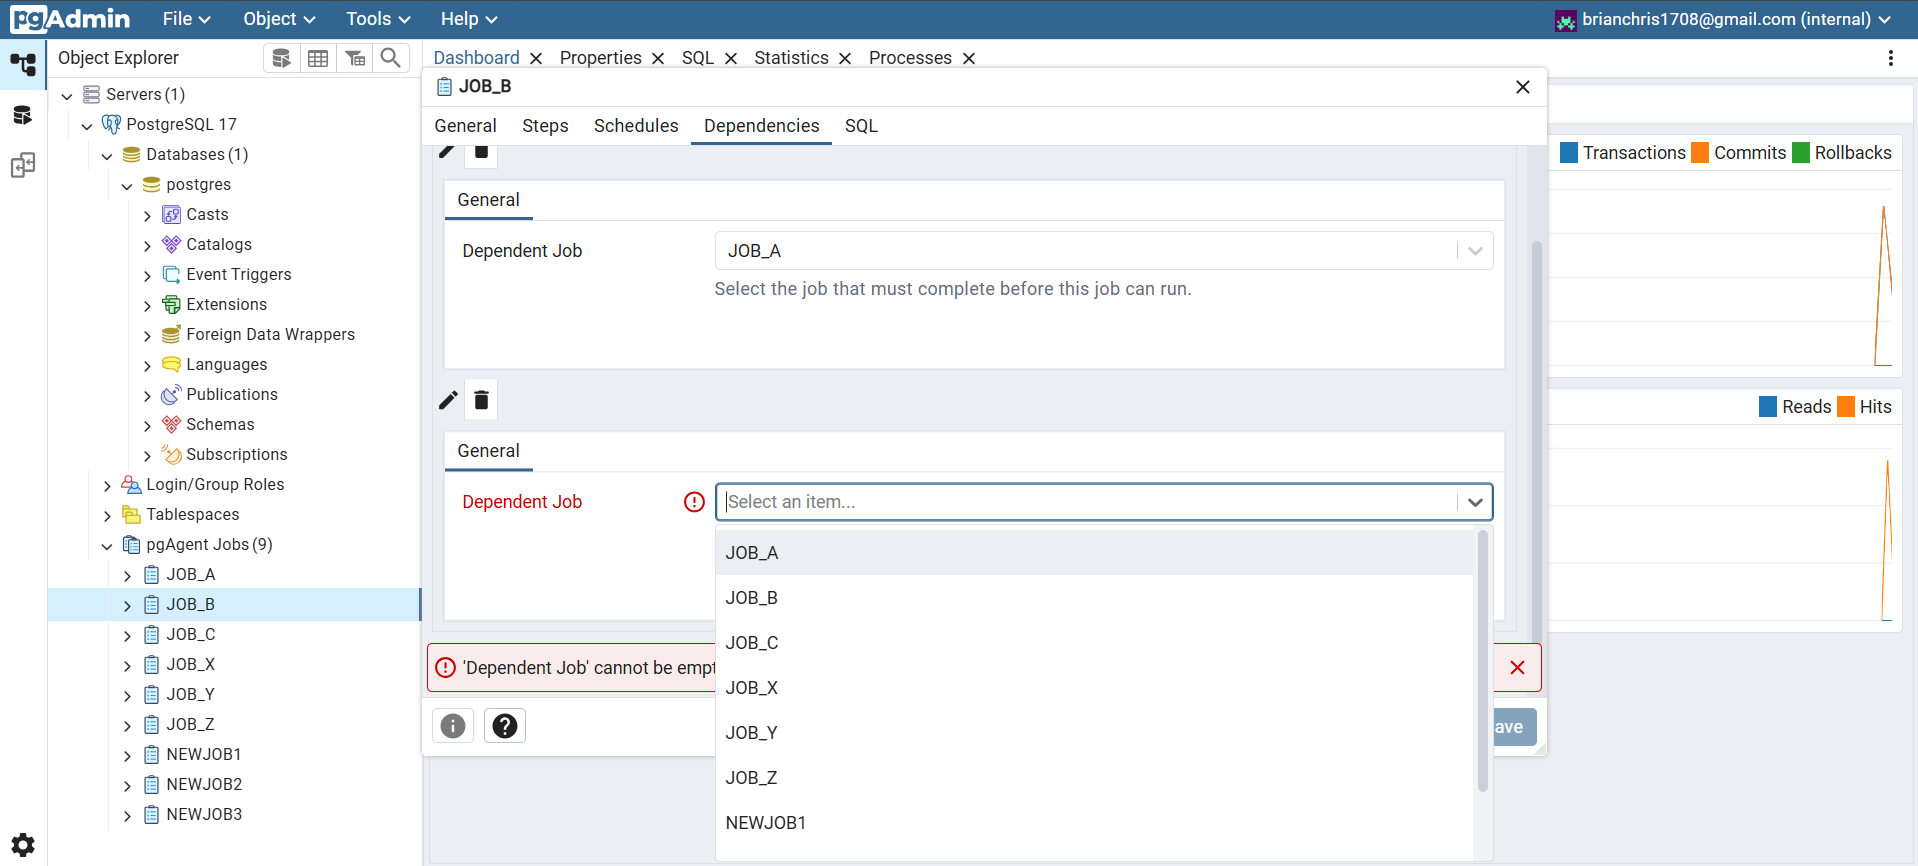 pgAdmin File Object Tools Help brianchris1708@gmail.com (internal)
Object Explorer
Dashboard Properties SQL Statistics Processes
Servers (1)
PostgreSQL 17
Databases (1)
postgres
Casts
Catalogs
Event Triggers
Extensions
Foreign Data Wrappers
Languages
Publications
Schemas
Subscriptions
Login/Group Roles
Tablespaces
pgAgent Jobs (9)
JOB_A
JOB_B
JOB_C
JOB_X
JOB_Y
JOB_Z
NEWJOB1
NEWJOB2
NEWJOB3
JOB_B
General Steps Schedules Dependencies SQL
General
Dependent Job JOB_A
Select the job that must complete before this job can run.
General
Dependent Job Select an item...
JOB_A
JOB_B
JOB_C
JOB_X
JOB_Y
JOB_Z
NEWJOB1
'Dependent Job' cannot be empt
ave
Transactions Commits Rollbacks
Reads Hits